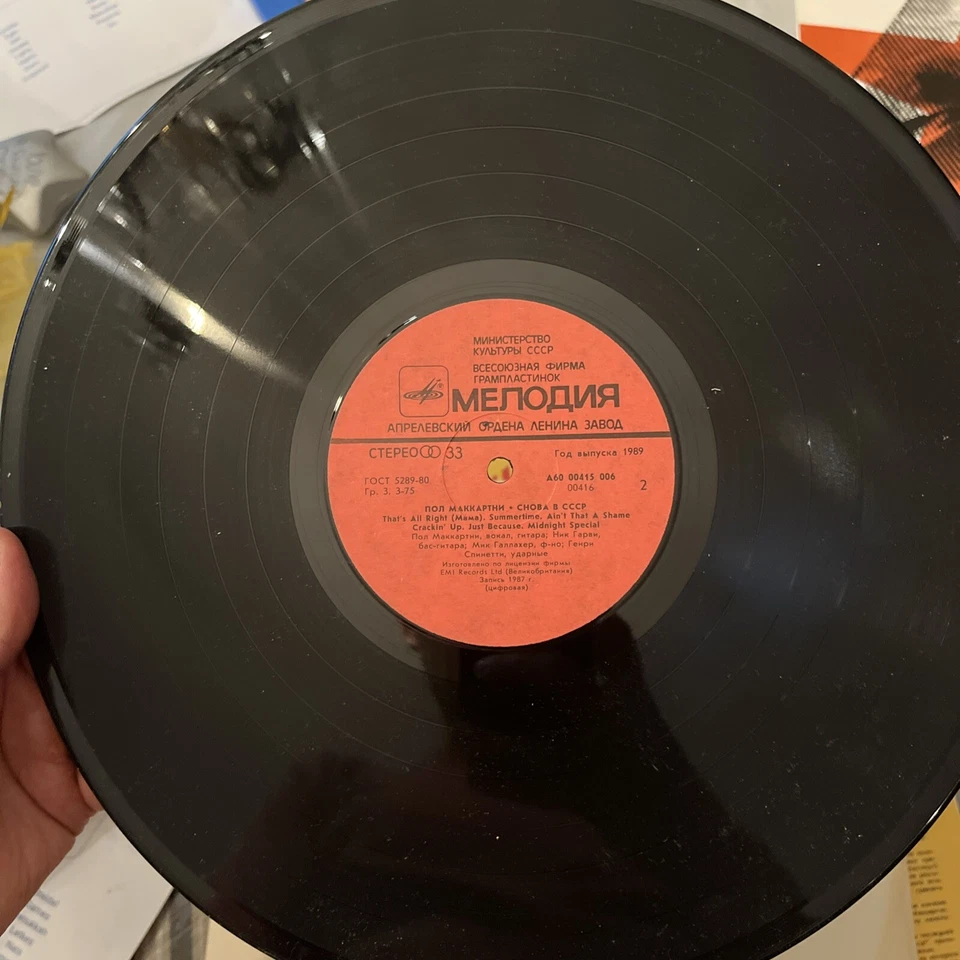 МИНИСТЕРСТВО
КУЛЬТУРЫ СССР
ВСЕСОЮЗНАЯ ФИРМА
ГРАМПЛАСТИНОК
® МЕЛОДИЯ
АПРЕЛЕВСКИЙ ОРДЕНА ЛЕНИНА ЗАВОД
СТЕРЕО 33
Год выпуска 1989
ГОСТ 5289-80
Гр. 3. 3-75
А60 00415 006
00416
2
ПОЛ МАККАРТНИ • СНОВА В СССР
That's All Right (Мама). Summertime. Ain't That A Shame
Crackin' Up. Just Because. Midnight Special
Пол Маккартни, вокал, гитара; Ник Гарви,
бас-гитара; Мик Галлахер, ф-но; Генри
Спинетти, ударные
Изготовлено по лицензии фирмы
EMI Records Ltd (Великобритания)
Запись 1987 г.
(цифровая)